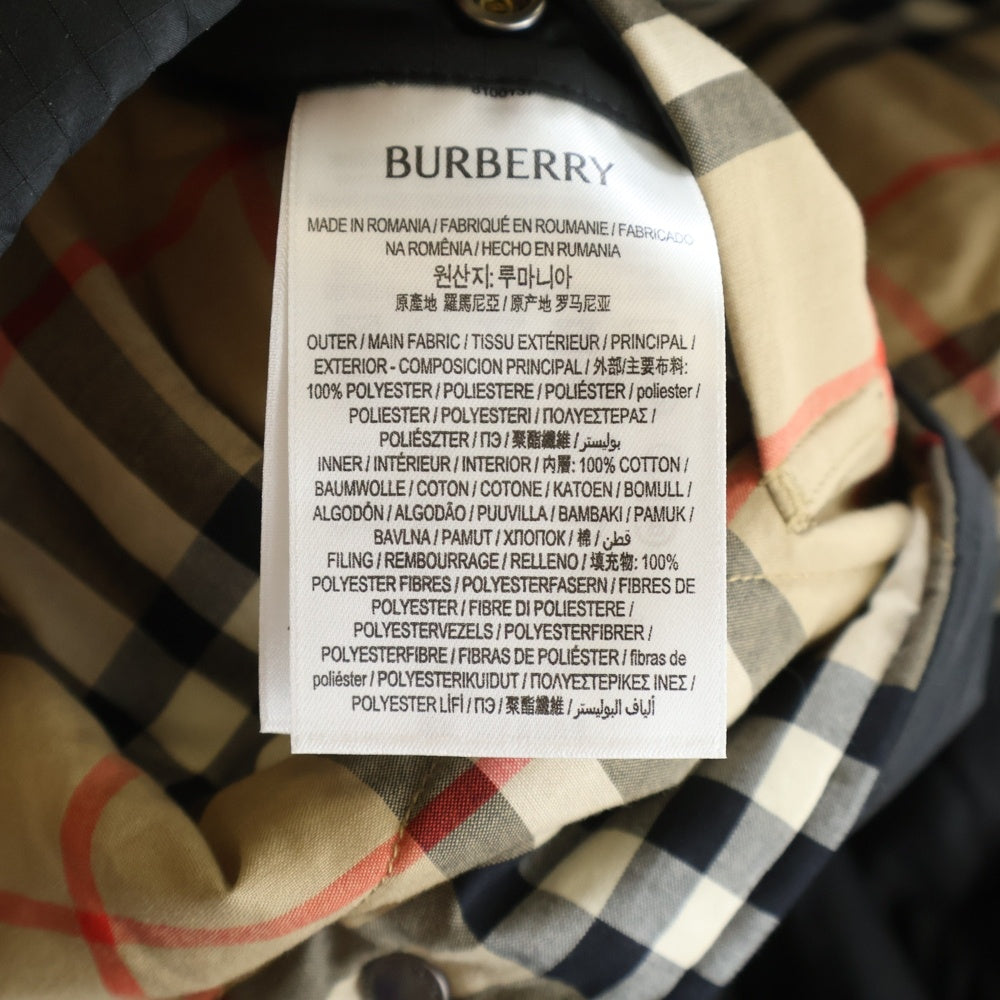 BURBERRY
MADE IN ROMANIA / FABRIQUÉ EN ROUMANIE / FABRICADO
NA ROMÊNIA / HECHO EN RUMANIA
원산지: 루마니아
原產地 羅馬尼亞 / 原产地 罗马尼亚
OUTER / MAIN FABRIC / TISSU EXTÉRIEUR / PRINCIPAL /
EXTERIOR - COMPOSICION PRINCIPAL / 外部/主要布料:
100% POLYESTER / POLIESTERE / POLIÉSTER / poliester /
POLIESTER / POLYESTERI / ΠΟΛΥΕΣΤΕΡΑΣ /
POLIÉSZTER / ПЭ / 聚酯纖維 / بوليستر
INNER / INTÉRIEUR / INTERIOR / 内層: 100% COTTON /
BAUMWOLLE / COTON / COTONE / KATOEN / BOMULL /
ALGODÓN / ALGODÃO / PUUVILLA / BAMBAKI / PAMUK /
BAVLNA / PAMUT / ХЛОПОК / 棉 / قطن
FILING / REMBOURRAGE / RELLENO / 填充物: 100%
POLYESTER FIBRES / POLYESTERFASERN / FIBRES DE
POLYESTER / FIBRE DI POLIESTERE /
POLYESTERVEZELS / POLYESTERFIBRER /
POLYESTERFIBRE / FIBRAS DE POLIÉSTER / fibras de
poliéster / POLYESTERIKUIDUT / ΠΟΛΥΕΣΤΕΡΙΚΕΣ ΙΝΕΣ /
POLYESTER LİFİ / ПЭ / 聚酯纖維 / ألياف البوليستر